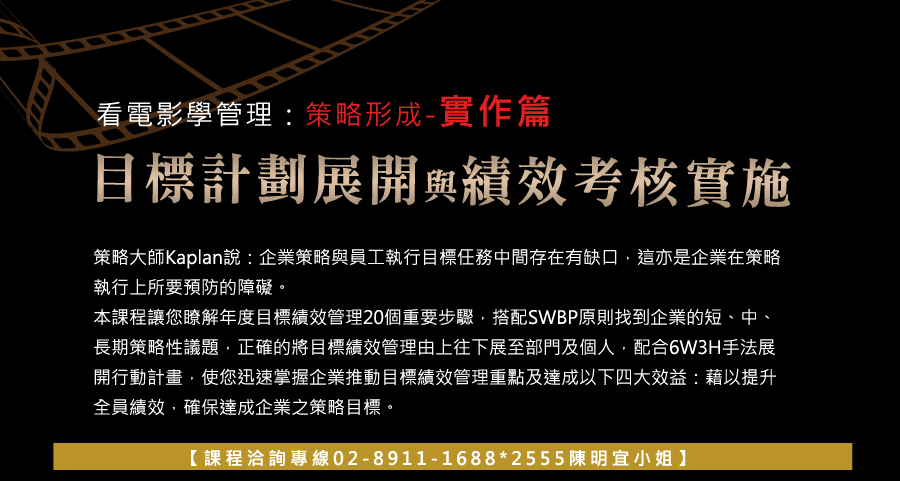 看電影學管理：策略形成-實作篇
目標計劃展開與績效考核實施
策略大師Kaplan說：企業策略與員工執行目標任務中間存在有缺口，這亦是企業在策略
執行上所要預防的障礙。
本課程讓您瞭解年度目標績效管理20個重要步驟，搭配SWBP原則找到企業的短、中、
長期策略性議題，正確的將目標績效管理由上往下展至部門及個人，配合6W3H手法展
開行動計畫，使您迅速掌握企業推動目標績效管理重點及達成以下四大效益：藉以提升
全員績效，確保達成企業之策略目標。
【課程洽詢專線02-8911-1688*2555陳明宜小姐】